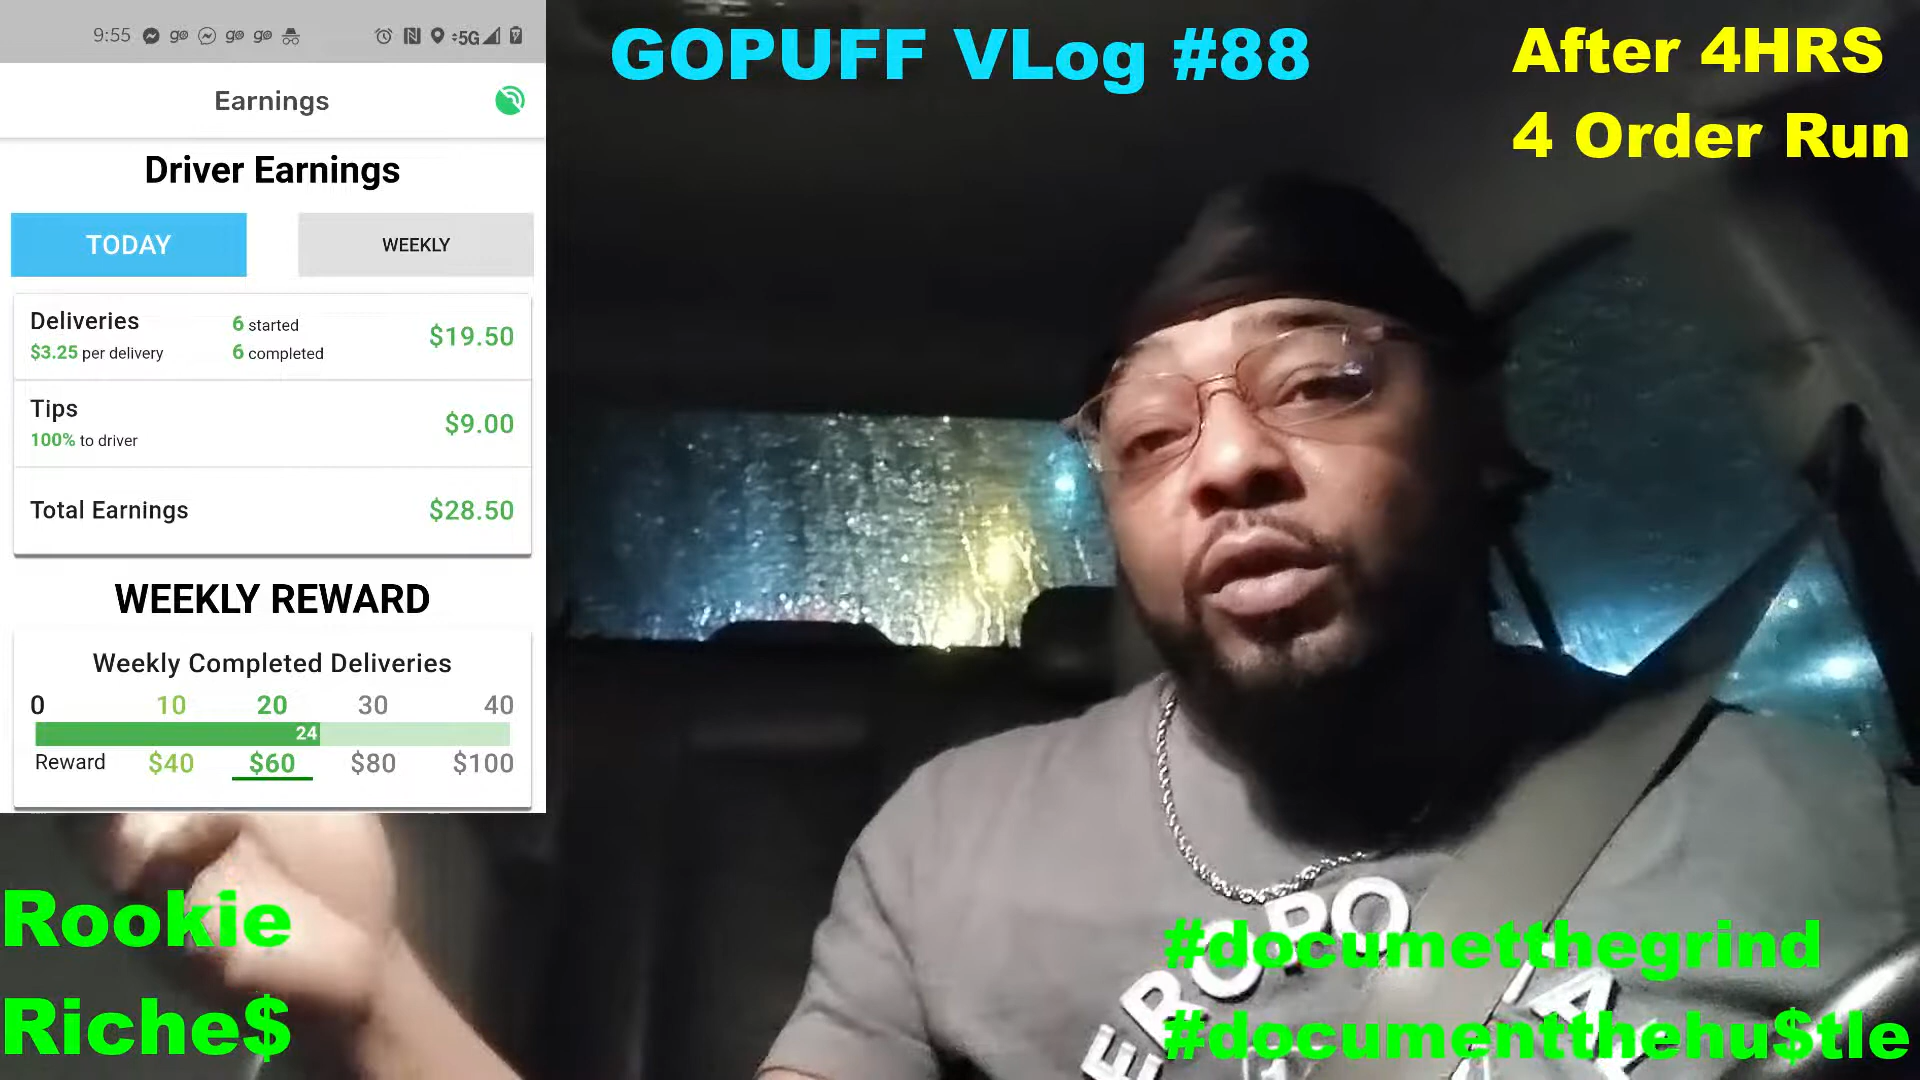 9:55
5G
Earnings
Driver Earnings
TODAY
WEEKLY
Deliveries
6 started
$19.50
$3.25 per delivery
6 completed
Tips
$9.00
100% to driver
Total Earnings
$28.50
WEEKLY REWARD
Weekly Completed Deliveries
0 10 20 30 40
24
Reward $40 $60 $80 $100
GOPUFF VLog #88
After 4HRS
4 Order Run
Rookie
Riche$
#documetthegrind
#documentthehu$tle